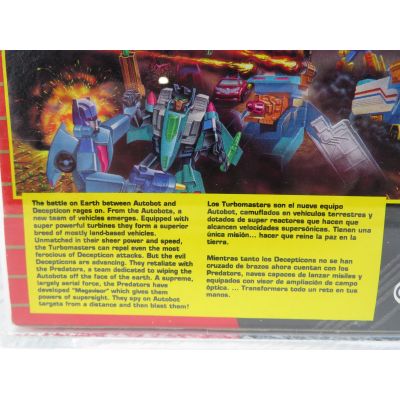 The battle on Earth between Autobot and
Decepticon rages on. From the Autobots, a
new team of vehicles emerges. Equipped with
super powerful turbines they form a superior
breed of mostly land-based vehicles.
Unmatched in their sheer power and speed,
the Turbomasters can repel even the most
ferocious of Decepticon attacks. But the evil
Decepticons are advancing. They retaliate with
the Predators, a team dedicated to wiping the
Autobots off the face of the earth. A supreme,
largely aerial force, the Predators have
developed "Megavisor" which gives them
powers of supersight. They spy on Autobot
targets from a distance and then blast them!
Los Turbomasters son el nuevo equipo
Autobot, camuflados en vehículos terrestres y
dotados de super reactores que hacen que
alcancen velocidades supersónicas. Tienen una
única misión... hacer que reine la paz en la
tierra.
Mientras tanto los Decepticons no se han
cruzado de brazos ahora cuentan con los
Predators, naves capaces de lanzar misiles y
equipados con visor de ampliación de campo
óptica. ... Transformers todo un reto en tus
manos.